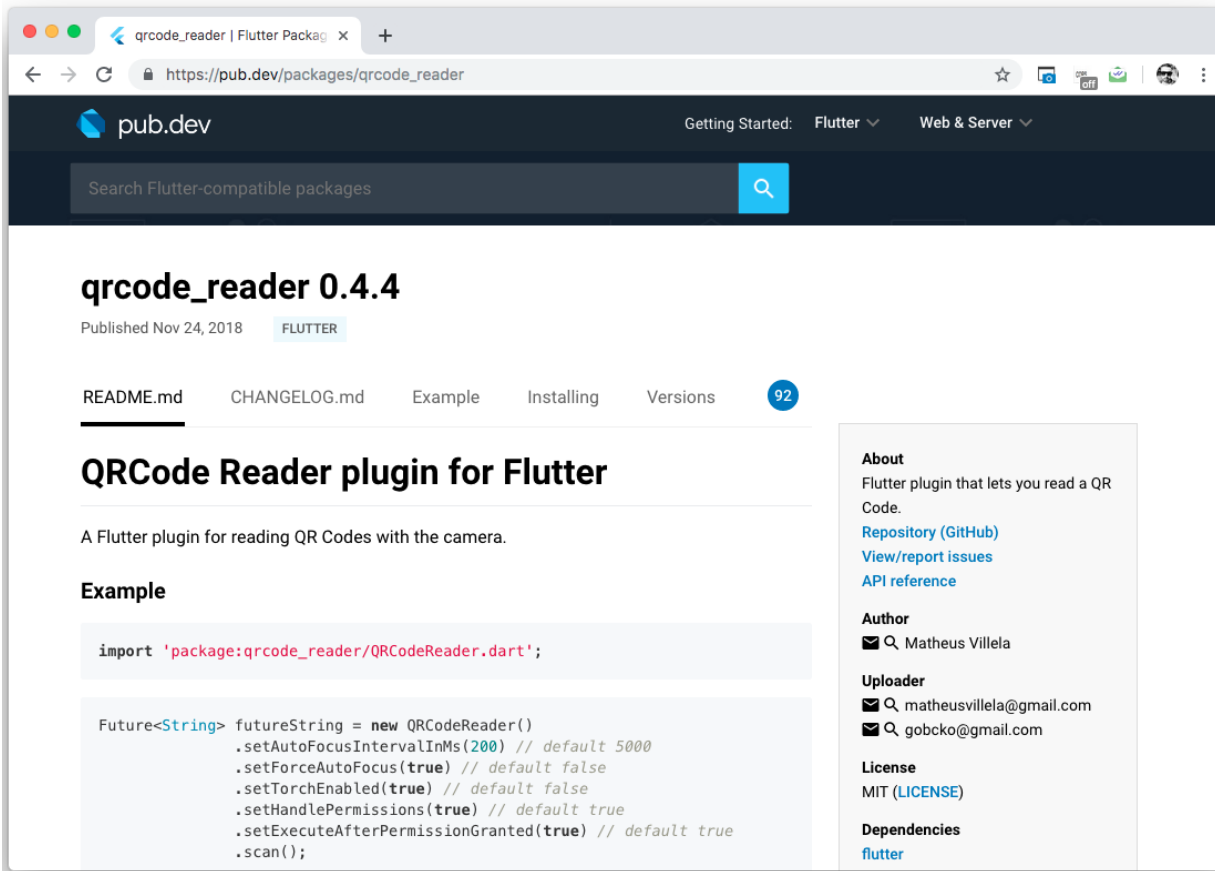 qrcode_reader | Flutter Packag
https://pub.dev/packages/qrcode_reader
off
pub.dev
Getting Started: Flutter Web & Server
Search Flutter-compatible packages
qrcode_reader 0.4.4
Published Nov 24, 2018 FLUTTER
README.md CHANGELOG.md Example Installing Versions 92
QRCode Reader plugin for Flutter
A Flutter plugin for reading QR Codes with the camera.
Example
import 'package:qrcode_reader/QRCodeReader.dart';
Future<String> futureString = new QRCodeReader()
.setAutoFocusIntervalInMs(200) // default 5000
.setForceAutoFocus(true) // default false
.setTorchEnabled(true) // default false
.setHandlePermissions(true) // default true
.setExecuteAfterPermissionGranted(true) // default true
.scan();
About
Flutter plugin that lets you read a QR
Code.
Repository (GitHub)
View/report issues
API reference
Author
Matheus Villela
Uploader
matheusvillela@gmail.com
gobcko@gmail.com
License
MIT (LICENSE)
Dependencies
flutter